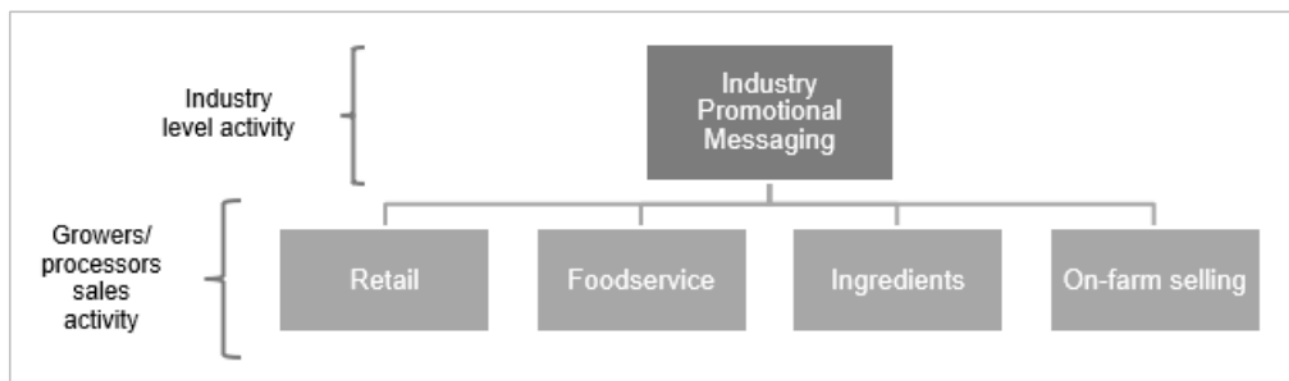 Industry
level activity
Industry
Promotional
Messaging
Growers/
processors
sales
activity
Retail
Foodservice
Ingredients
On-farm selling